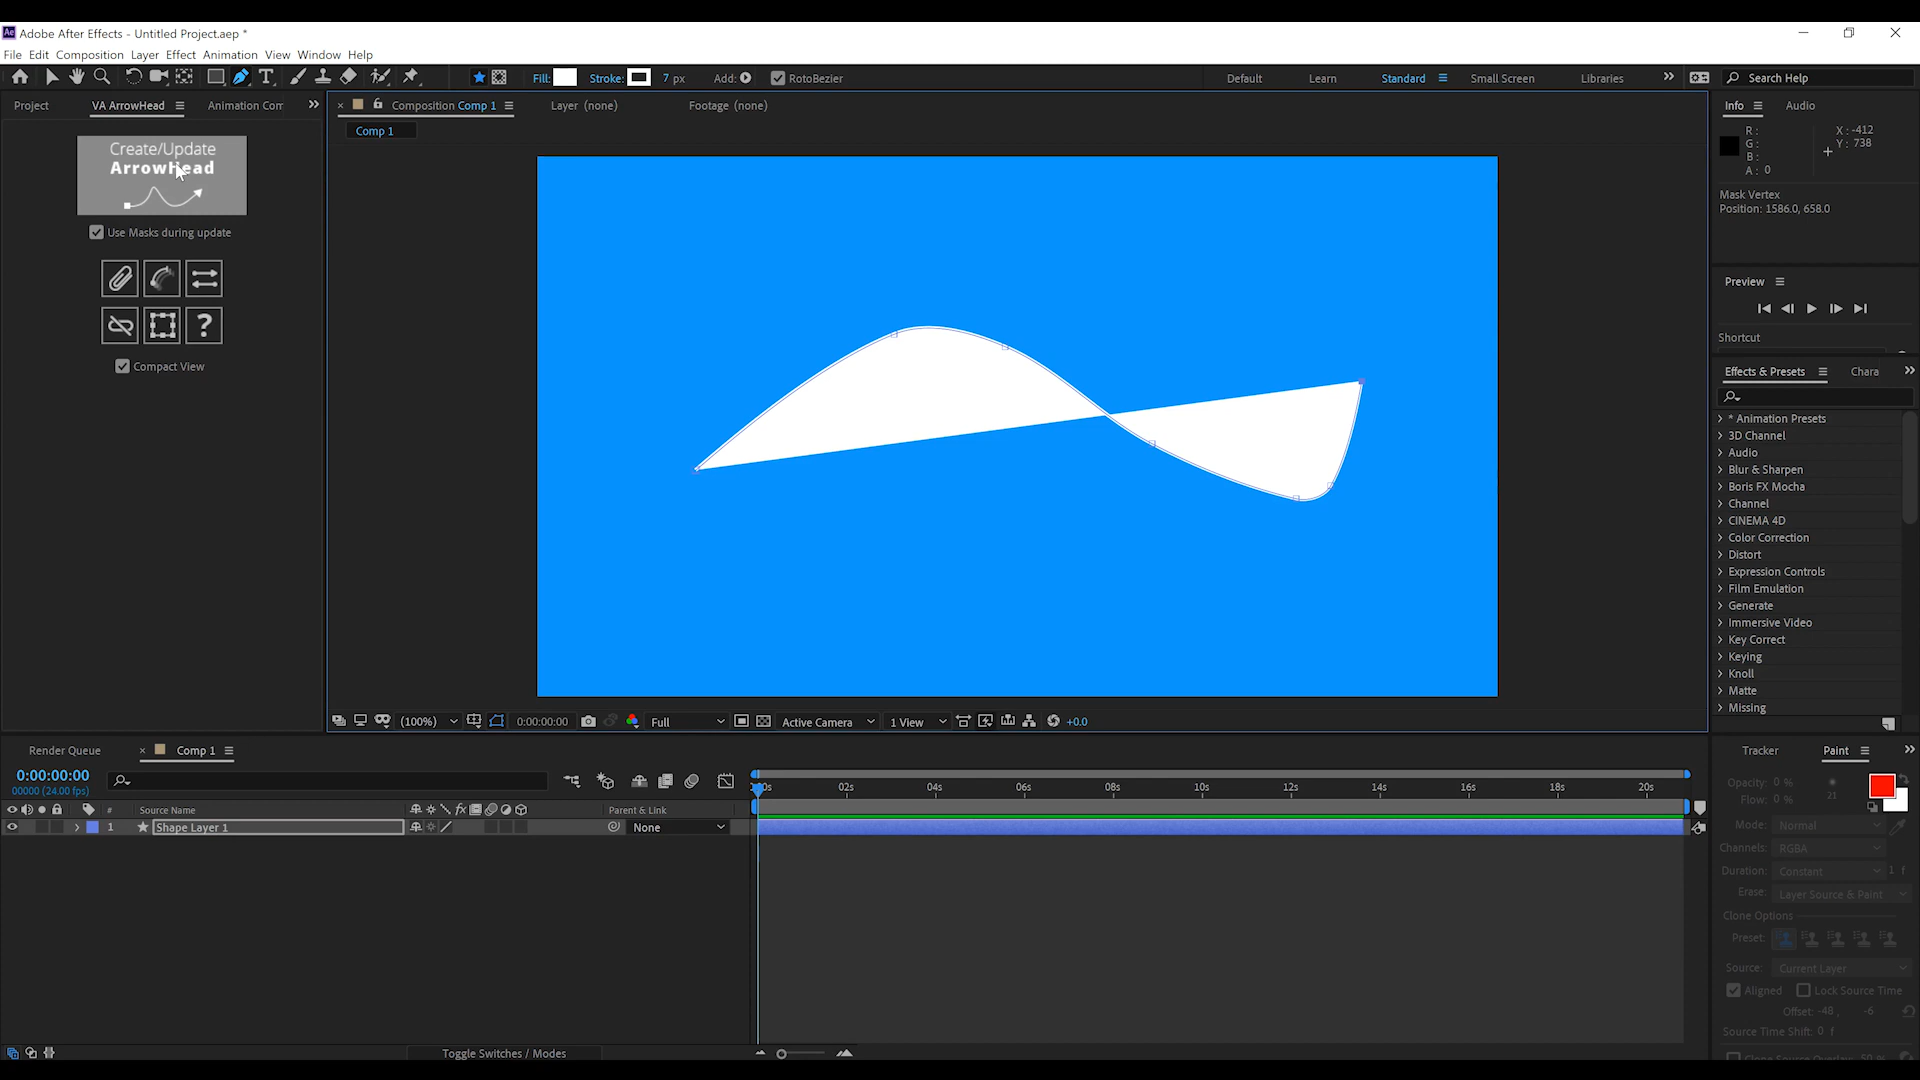 Ae Adobe After Effects - Untitled Project.aep *
File Edit Composition Layer Effect Animation View Window Help
T Fill: Stroke: 7 px Add: RotoBezier Default Learn Standard Small Screen Libraries Search Help
Project VA ArrowHead Animation Com
Create/Update
ArrowHead
Use Masks during update
?
Compact View
× Composition Comp 1 Layer (none) Footage (none)
Comp 1
(100%) 0:00:00:00 Full Active Camera 1 View +0.0
Info Audio
R: X: -412
G: Y: 738
B:
A: 0
Mask Vertex
Position: 1586.0, 658.0
Preview
Shortcut
Effects & Presets Chara
* Animation Presets
3D Channel
Audio
Blur & Sharpen
Boris FX Mocha
Channel
CINEMA 4D
Color Correction
Distort
Expression Controls
Film Emulation
Generate
Immersive Video
Key Correct
Keying
Knoll
Matte
Missing
Render Queue × Comp 1
0:00:00:00
00000 (24.00 fps)
# Source Name fx Parent & Link
1 Shape Layer 1 None
02s 04s 06s 08s 10s 12s 14s 16s 18s 20s
Toggle Switches / Modes
Tracker Paint
Opacity: 0 %
Flow: 0 % 21
Mode: Normal
Channels: RGBA
Duration: Constant 1 f
Erase: Layer Source & Paint
Clone Options
Preset:
Source: Current Layer
Aligned Lock Source Time
Offset: -48, -6
Source Time Shift: 0 f